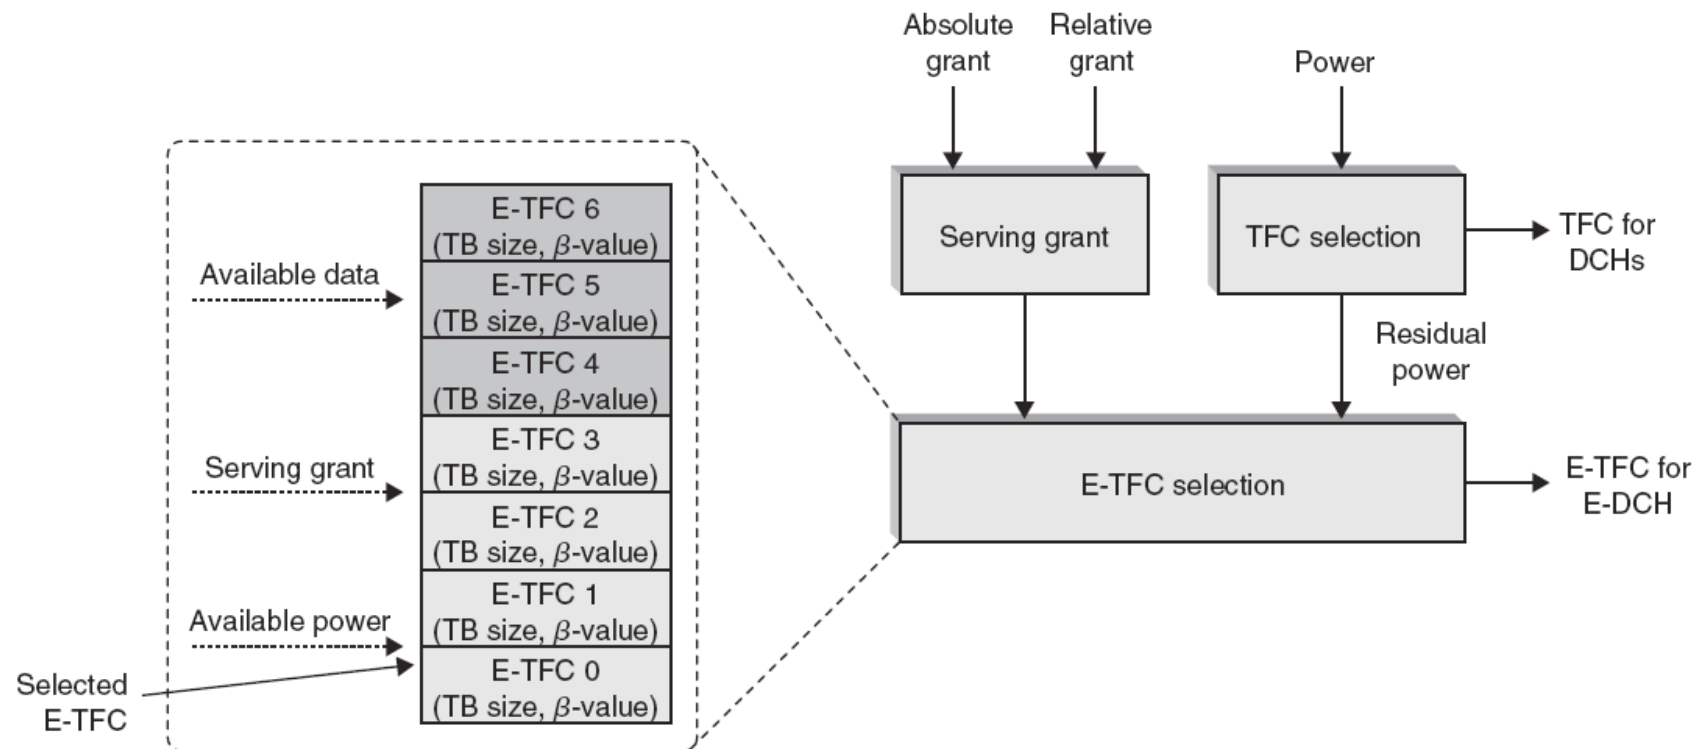 Absolute
grant
Relative
grant
Power
E-TFC 6
(TB size, β-value)
Available data
E-TFC 5
(TB size, β-value)
E-TFC 4
(TB size, β-value)
Serving grant
E-TFC 3
(TB size, β-value)
E-TFC 2
(TB size, β-value)
Available power
E-TFC 1
(TB size, β-value)
Selected
E-TFC
E-TFC 0
(TB size, β-value)
Serving grant
TFC selection
TFC for
DCHs
Residual
power
E-TFC selection
E-TFC for
E-DCH